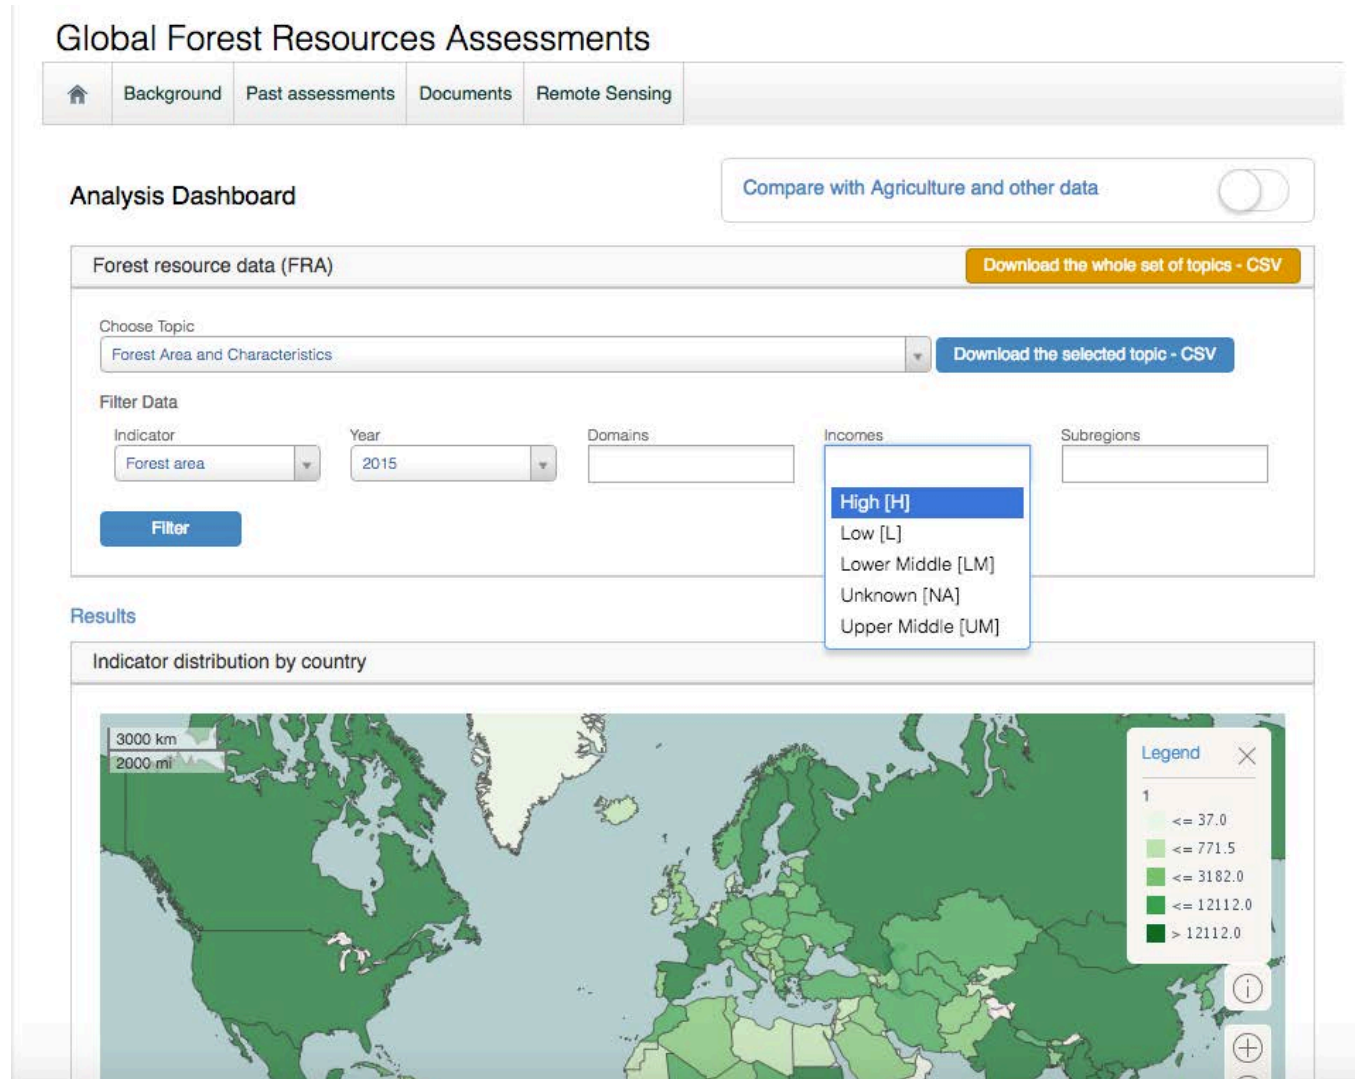 Global Forest Resources Assessments
Background Past assessments Documents Remote Sensing
Analysis Dashboard
Compare with Agriculture and other data
Forest resource data (FRA)
Download the whole set of topics - CSV
Choose Topic
Forest Area and Characteristics
Download the selected topic - CSV
Filter Data
Indicator Year Domains Incomes Subregions
Forest area 2015
High [H]
Low [L]
Lower Middle [LM]
Unknown [NA]
Upper Middle [UM]
Filter
Results
Indicator distribution by country
3000 km
2000 mi
Legend
1
<= 37.0
<= 771.5
<= 3182.0
<= 12112.0
> 12112.0